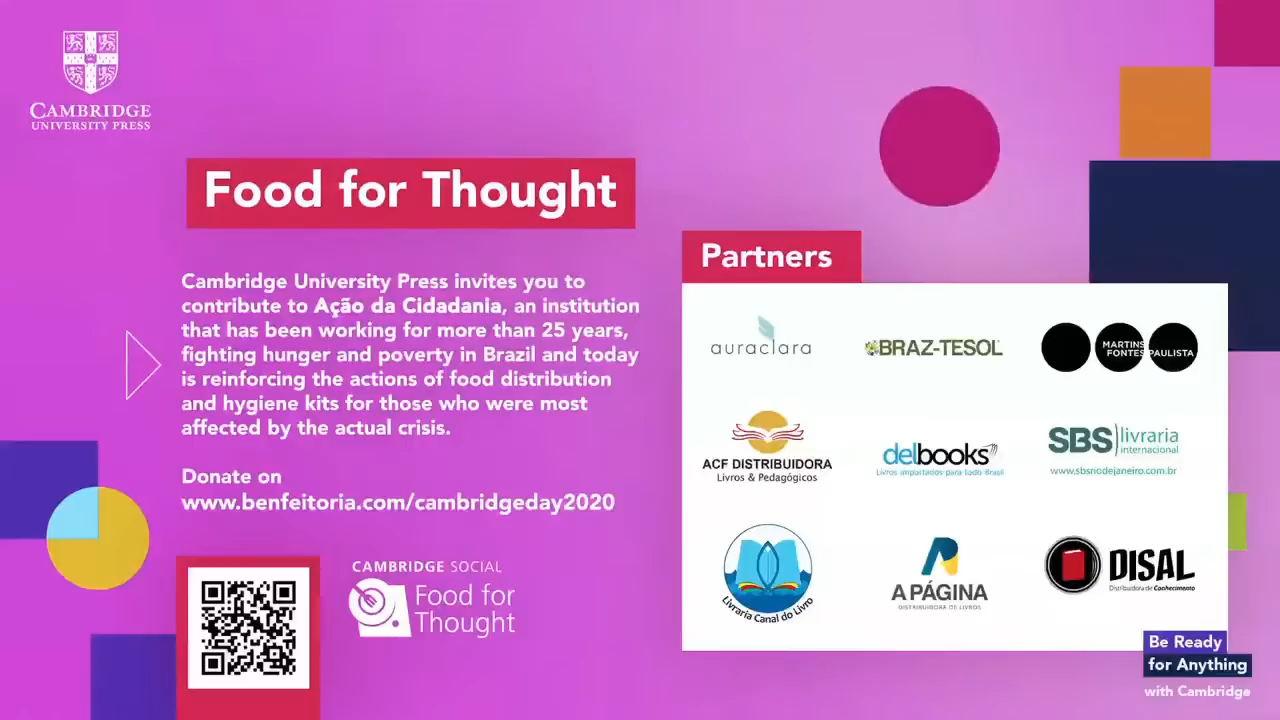 CAMBRIDGE
UNIVERSITY PRESS
Food for Thought
Cambridge University Press invites you to
contribute to Ação da Cidadania, an institution
that has been working for more than 25 years,
fighting hunger and poverty in Brazil and today
is reinforcing the actions of food distribution
and hygiene kits for those who were most
affected by the actual crisis.
Donate on
www.benfeitoria.com/cambridgeday2020
CAMBRIDGE SOCIAL
Food for
Thought
Partners
auraclara
BRAZ-TESOL
MARTINS
FONTES PAULISTA
ACF DISTRIBUIDORA
Livros & Pedagógicos
delbooks
Livros importados para todo Brasil
SBS livraria
internacional
www.sbsriodejaneiro.com.br
Livraria Canal do Livro
A PÁGINA
DISTRIBUIDORA DE LIVROS
DISAL
Distribuidora de Conhecimento
Be Ready
for Anything
with Cambridge